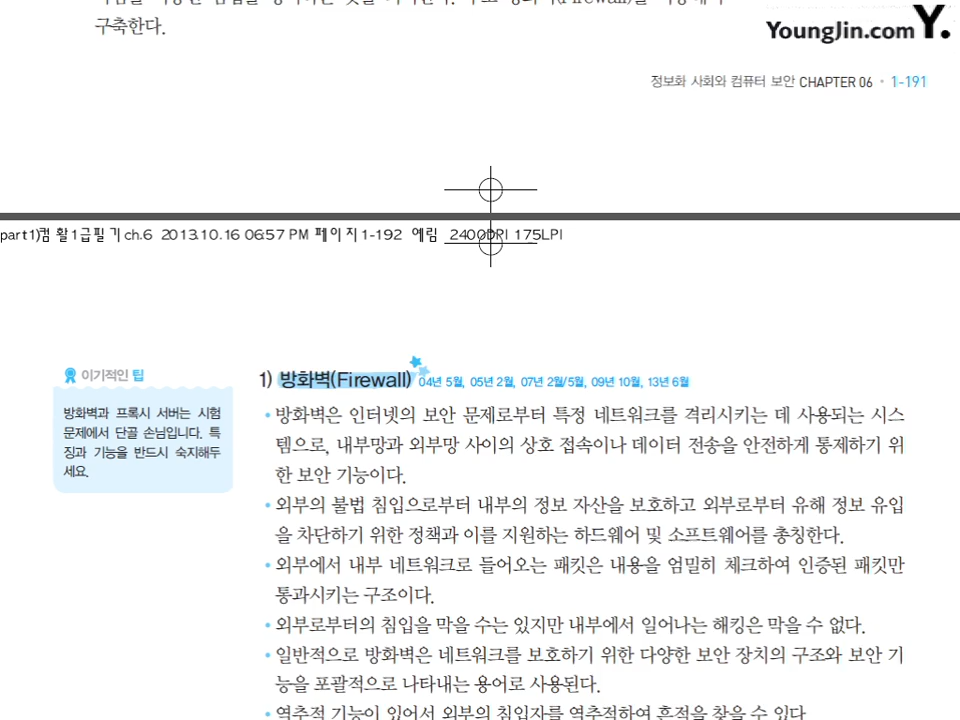 구축한다.
YoungJin.com Y.
정보화 사회와 컴퓨터 보안 CHAPTER 06 • 1-191
part1)컴활1급필기ch.6 2013.10.16 06:57 PM 페이지1-192 예림 2400DPI 175LPI
이기적인 팁
방화벽과 프록시 서버는 시험
문제에서 단골 손님입니다. 특
징과 기능을 반드시 숙지해두
세요.
1) 방화벽(Firewall) 04년 5월, 05년 2월, 07년 2월/5월, 09년 10월, 13년 6월
• 방화벽은 인터넷의 보안 문제로부터 특정 네트워크를 격리시키는 데 사용되는 시스
템으로, 내부망과 외부망 사이의 상호 접속이나 데이터 전송을 안전하게 통제하기 위
한 보안 기능이다.
• 외부의 불법 침입으로부터 내부의 정보 자산을 보호하고 외부로부터 유해 정보 유입
을 차단하기 위한 정책과 이를 지원하는 하드웨어 및 소프트웨어를 총칭한다.
• 외부에서 내부 네트워크로 들어오는 패킷은 내용을 엄밀히 체크하여 인증된 패킷만
통과시키는 구조이다.
• 외부로부터의 침입을 막을 수는 있지만 내부에서 일어나는 해킹은 막을 수 없다.
• 일반적으로 방화벽은 네트워크를 보호하기 위한 다양한 보안 장치의 구조와 보안 기
능을 포괄적으로 나타내는 용어로 사용된다.
• 역추적 기능이 있어서 외부의 침입자를 역추적하여 흔적을 찾을 수 있다